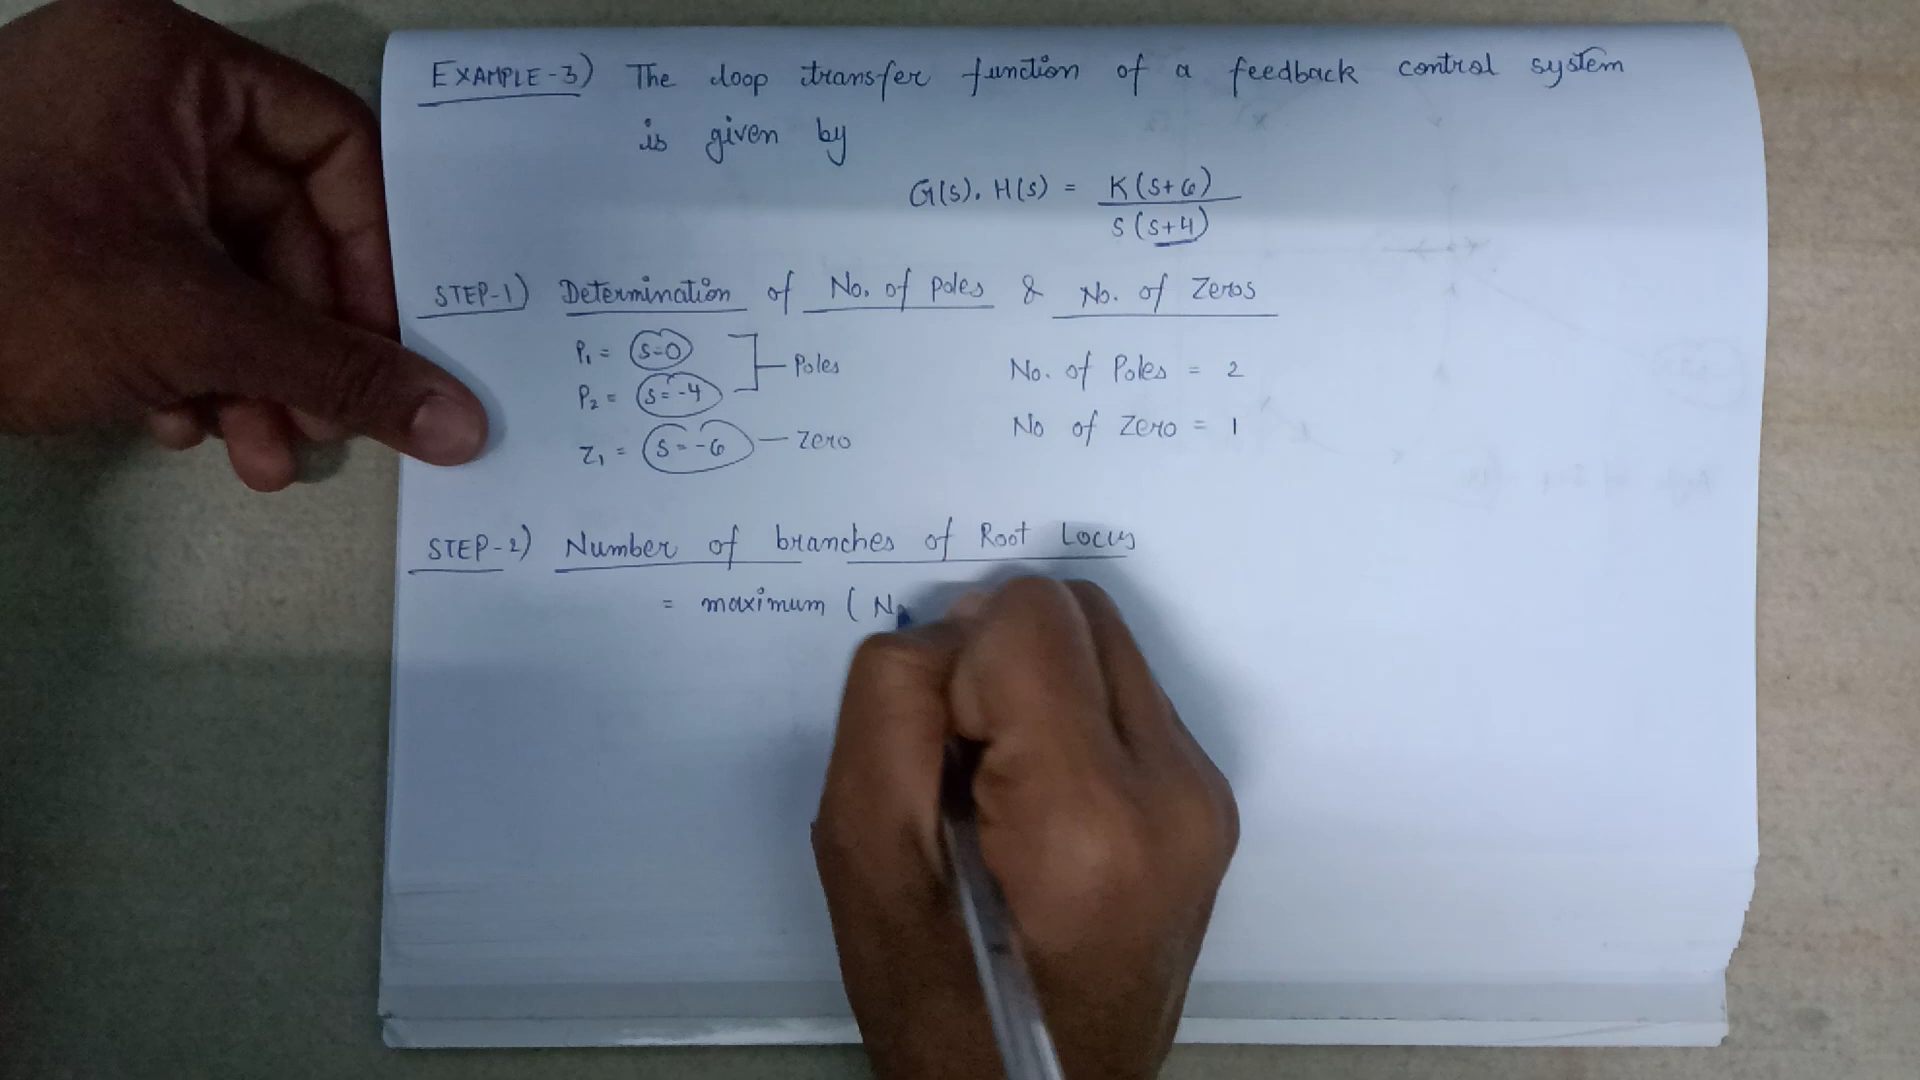 EXAMPLE-3) The loop transfer function of a feedback control system
is given by
G(s). H(s) = K(s+6)
s(s+4)
STEP-1) Determination of No. of poles & No. of Zeros
P1 = s=0
Poles
No. of Poles = 2
P2 = s=-4
Z1 = s=-6 — Zero
No of Zero = 1
STEP-2) Number of branches of Root Locus
= maximum ( No